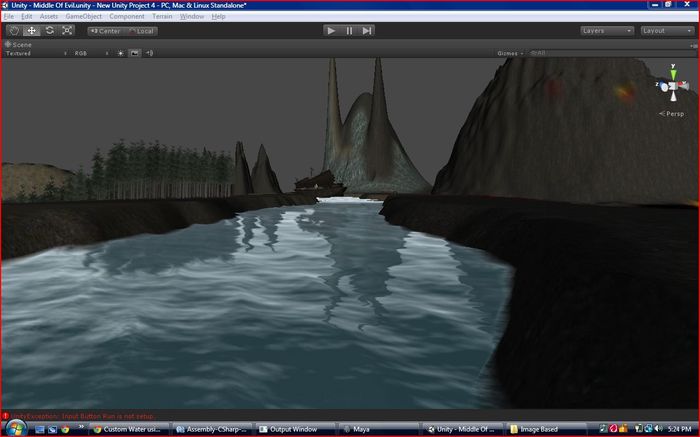 Unity - Middle Of Evil.unity - New Unity Project 4 - PC, Mac & Linux Standalone*
File Edit Assets GameObject Component Terrain Window Help
Center Local Layers Layout
Scene
Textured RGB Gizmos All
y
z x
Persp
UnityException: Input Button Run is not setup.
Custom Water usi... Assembly-CSharp-... Output Window Maya Unity - Middle Of ... Image Based 5:24 PM